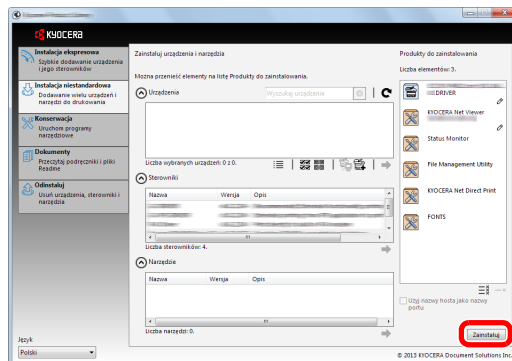 KYOCERA
Instalacja ekspresowa
Szybkie dodawanie urządzenia
i jego sterowników
Instalacja niestandardowa
Dodawanie wielu urządzeń i
narzędzi do drukowania
Konserwacja
Uruchom programy
narzędziowe
Dokumenty
Przeczytaj podręczniki i pliki
Readme
Odinstaluj
Usuń urządzenia, sterowniki i
narzędzia
Język
Polski
Zainstaluj urządzenia i narzędzia
Można przenieść elementy na listę Produkty do zainstalowania.
Urządzenia
Wyszukaj urządzenia
Liczba wybranych urządzeń: 0 z 0.
Sterowniki
Nazwa Wersja Opis
Liczba sterowników: 4.
Narzędzie
Nazwa Wersja Opis
Liczba narzędzi: 0.
Produkty do zainstalowania
Liczba elementów: 3.
DRIVER
KYOCERA Net Viewer
Status Monitor
File Management Utility
KYOCERA Net Direct Print
FONTS
Użyj nazwy hosta jako nazwy
portu
Zainstaluj
© 2013 KYOCERA Document Solutions Inc.